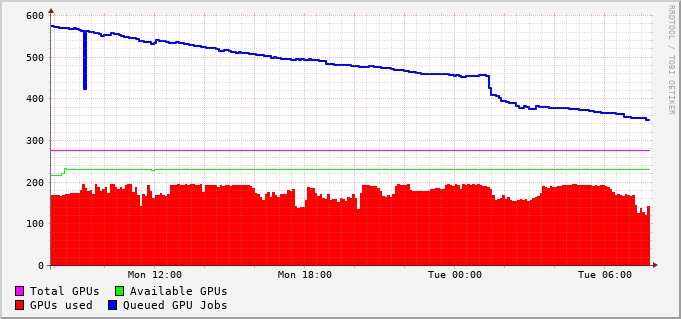 600
500
400
300
200
100
0
Mon 12:00 Mon 18:00 Tue 00:00 Tue 06:00
Total GPUs Available GPUs
GPUs used Queued GPU Jobs
RRDTOOL / TOBI OETIKER